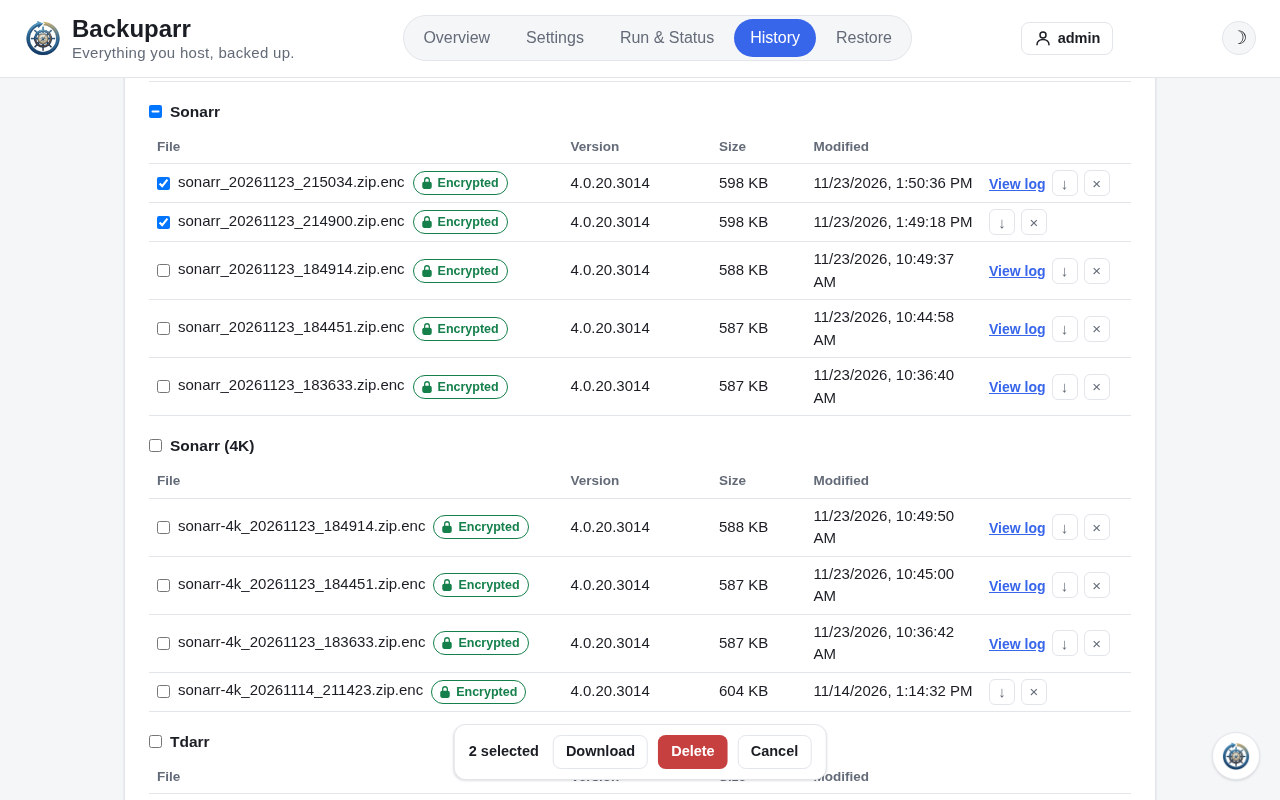 Backuparr
Everything you host, backed up.
Overview Settings Run & Status History Restore
admin
Sonarr
File Version Size Modified
sonarr_20261123_215034.zip.enc Encrypted 4.0.20.3014 598 KB 11/23/2026, 1:50:36 PM View log ↓ ×
sonarr_20261123_214900.zip.enc Encrypted 4.0.20.3014 598 KB 11/23/2026, 1:49:18 PM ↓ ×
sonarr_20261123_184914.zip.enc Encrypted 4.0.20.3014 588 KB 11/23/2026, 10:49:37 AM View log ↓ ×
sonarr_20261123_184451.zip.enc Encrypted 4.0.20.3014 587 KB 11/23/2026, 10:44:58 AM View log ↓ ×
sonarr_20261123_183633.zip.enc Encrypted 4.0.20.3014 587 KB 11/23/2026, 10:36:40 AM View log ↓ ×
Sonarr (4K)
File Version Size Modified
sonarr-4k_20261123_184914.zip.enc Encrypted 4.0.20.3014 588 KB 11/23/2026, 10:49:50 AM View log ↓ ×
sonarr-4k_20261123_184451.zip.enc Encrypted 4.0.20.3014 587 KB 11/23/2026, 10:45:00 AM View log ↓ ×
sonarr-4k_20261123_183633.zip.enc Encrypted 4.0.20.3014 587 KB 11/23/2026, 10:36:42 AM View log ↓ ×
sonarr-4k_20261114_211423.zip.enc Encrypted 4.0.20.3014 604 KB 11/14/2026, 1:14:32 PM ↓ ×
Tdarr
2 selected Download Delete Cancel
File Version Size Modified